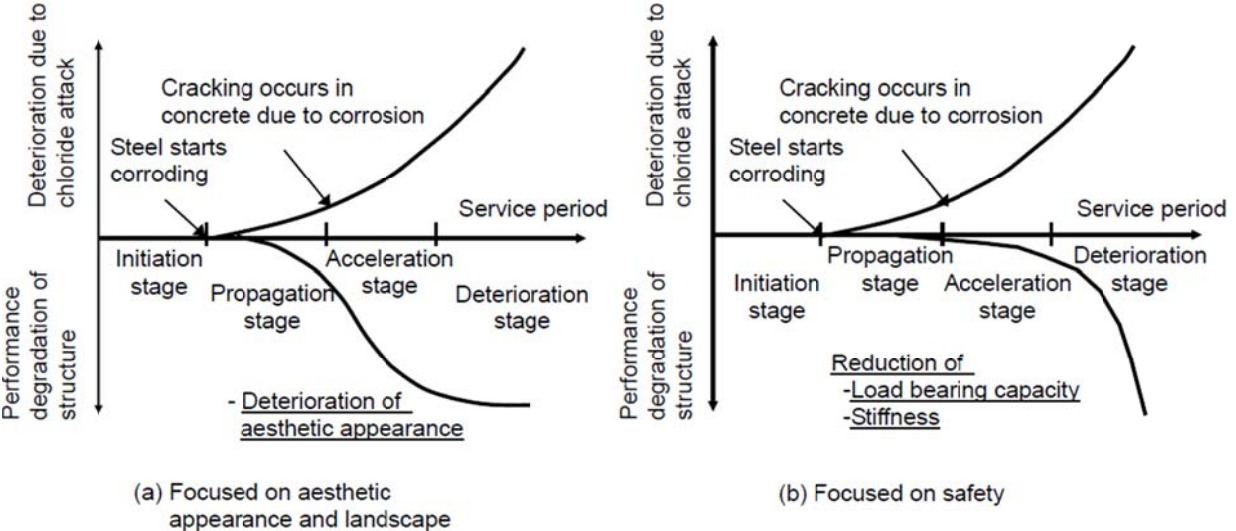 Deterioration due to
chloride attack
Cracking occurs in
concrete due to corrosion
Steel starts
corroding
Service period
Initiation
stage
Propagation
stage
Acceleration
stage
Deterioration
stage
Performance
degradation of
structure
- Deterioration of
aesthetic appearance
(a) Focused on aesthetic
appearance and landscape
Deterioration due to
chloride attack
Cracking occurs in
concrete due to corrosion
Steel starts
corroding
Service period
Initiation
stage
Propagation
stage
Acceleration
stage
Deterioration
stage
Performance
degradation of
structure
Reduction of
-Load bearing capacity
-Stiffness
(b) Focused on safety